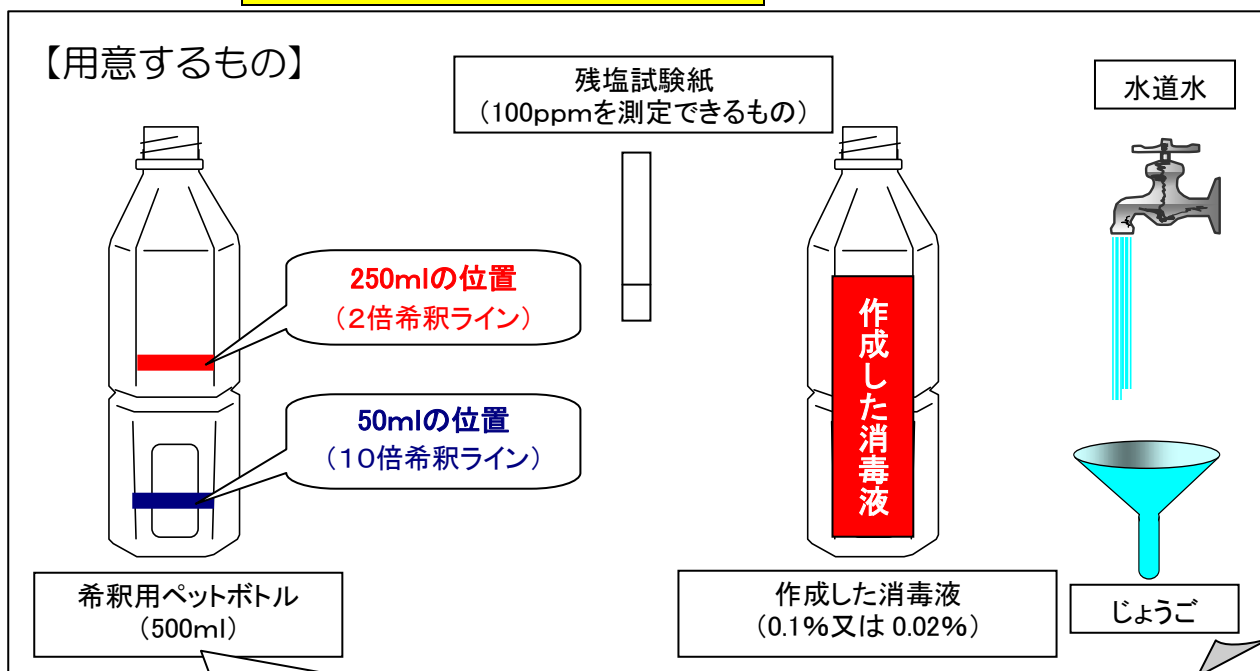 【用意するもの】
残塩試験紙
（100ppmを測定できるもの）
水道水
250mlの位置
（２倍希釈ライン）
50mlの位置
（１０倍希釈ライン）
作成した消毒液
希釈用ペットボトル
（500ml）
作成した消毒液
（0.1%又は 0.02%）
じょうご